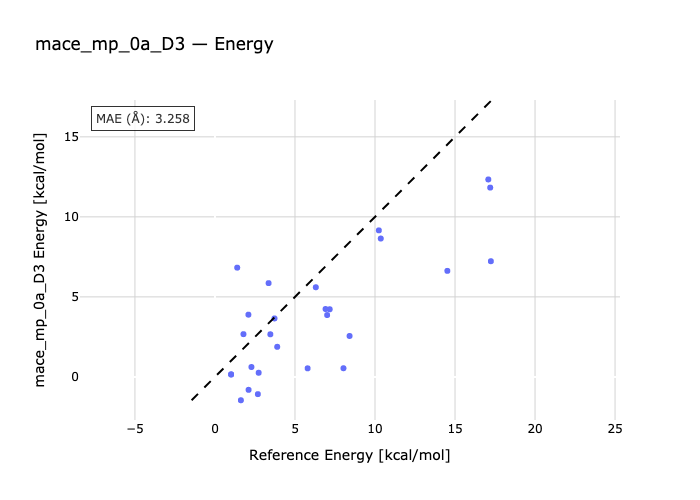 mace_mp_0a_D3 — Energy
MAE (Å): 3.258
mace_mp_0a_D3 Energy [kcal/mol]
15
10
5
0
−5
0
5
10
15
20
25
Reference Energy [kcal/mol]